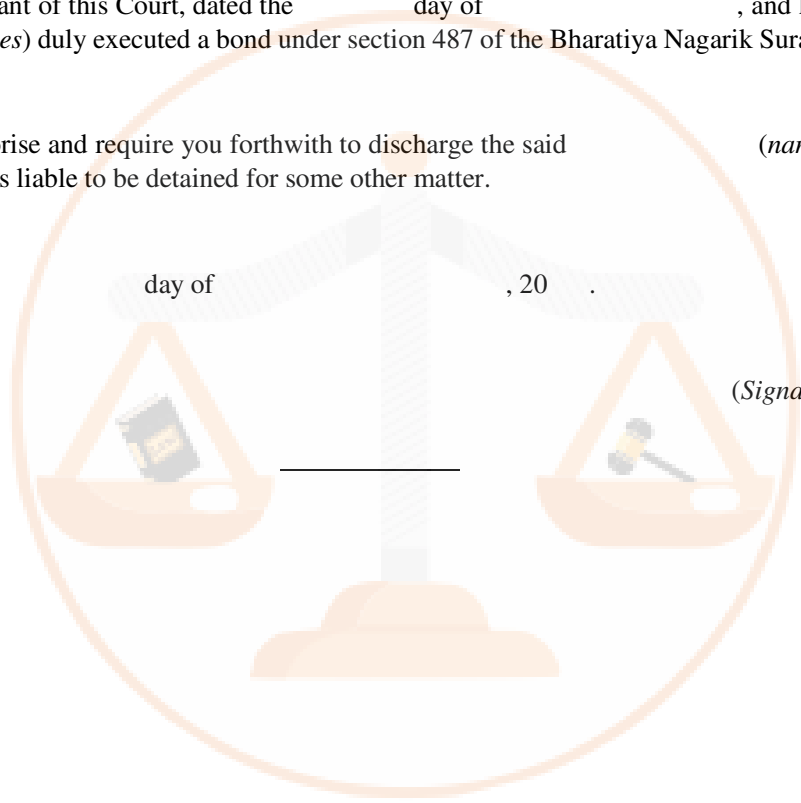 ant of this Court, dated the day of , and
es) duly executed a bond under section 487 of the Bharatiya Nagarik Sura
rise and require you forthwith to discharge the said (nar
s liable to be detained for some other matter.
day of , 20 .
(Signa